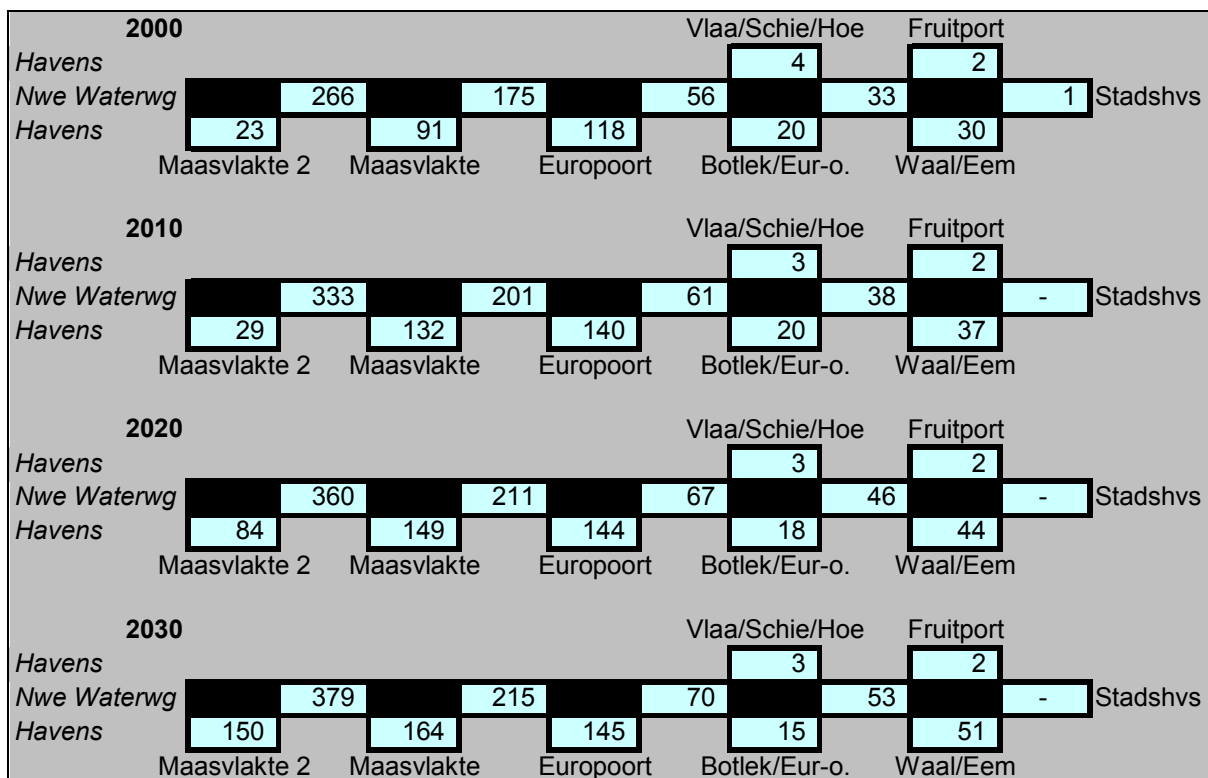 2000 Vlaa/Schie/Hoe Fruitport
Havens 4 2
Nwe Waterwg 266 175 56 33 1 Stadshvs
Havens 23 91 118 20 30
Maasvlakte 2 Maasvlakte Europoort Botlek/Eur-o. Waal/Eem
2010 Vlaa/Schie/Hoe Fruitport
Havens 3 2
Nwe Waterwg 333 201 61 38 - Stadshvs
Havens 29 132 140 20 37
Maasvlakte 2 Maasvlakte Europoort Botlek/Eur-o. Waal/Eem
2020 Vlaa/Schie/Hoe Fruitport
Havens 3 2
Nwe Waterwg 360 211 67 46 - Stadshvs
Havens 84 149 144 18 44
Maasvlakte 2 Maasvlakte Europoort Botlek/Eur-o. Waal/Eem
2030 Vlaa/Schie/Hoe Fruitport
Havens 3 2
Nwe Waterwg 379 215 70 53 - Stadshvs
Havens 150 164 145 15 51
Maasvlakte 2 Maasvlakte Europoort Botlek/Eur-o. Waal/Eem